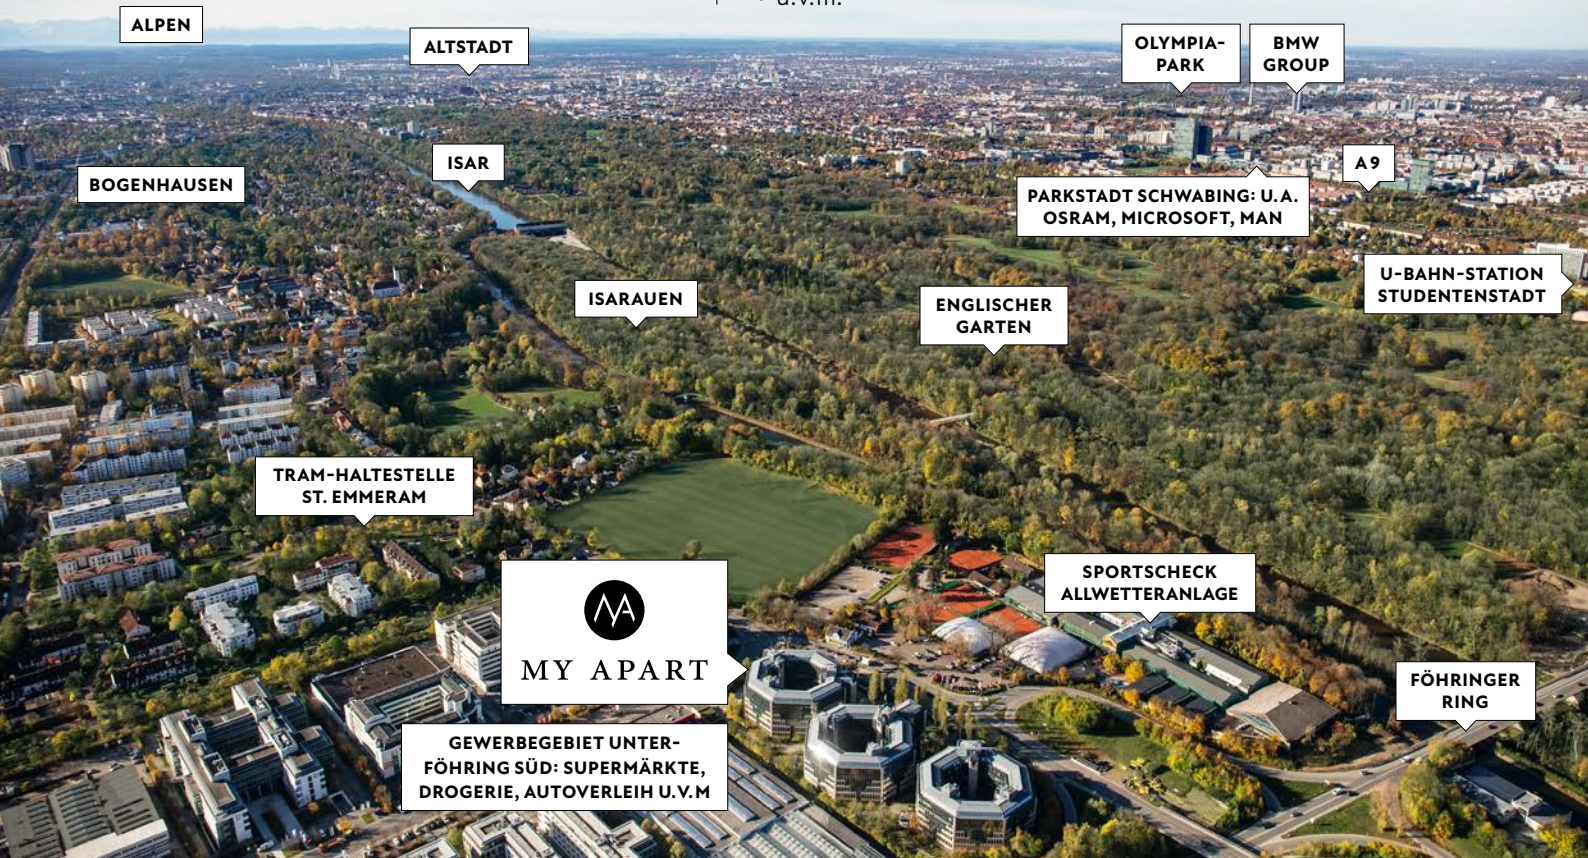 u.v.m.
ALPEN
ALTSTADT
OLYMPIA-
PARK
BMW
GROUP
ISAR
A9
BOGENHAUSEN
PARKSTADT SCHWABING: U.A.
OSRAM, MICROSOFT, MAN
U-BAHN-STATION
STUDENTENSTADT
ISARAUEN
ENGLISCHER
GARTEN
TRAM-HALTESTELLE
ST. EMMERAM
SPORTSCHECK
ALLWETTERANLAGE
MA
MY APART
FÖHRINGER
RING
GEWERBEGEBIET UNTER-
FÖHRING SÜD: SUPERMÄRKTE,
DROGERIE, AUTOVERLEIH U.V.M